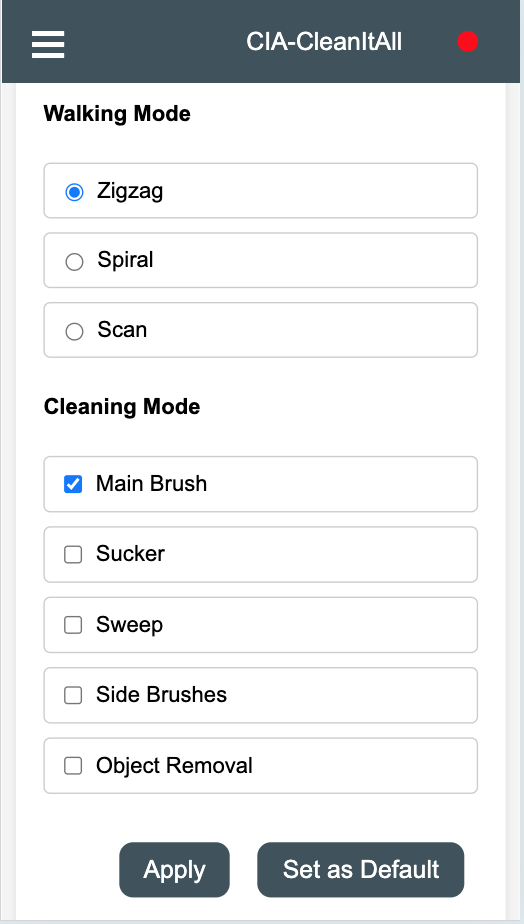 CIA-CleanItAll
Walking Mode
Zigzag
Spiral
Scan
Cleaning Mode
Main Brush
Sucker
Sweep
Side Brushes
Object Removal
Apply
Set as Default